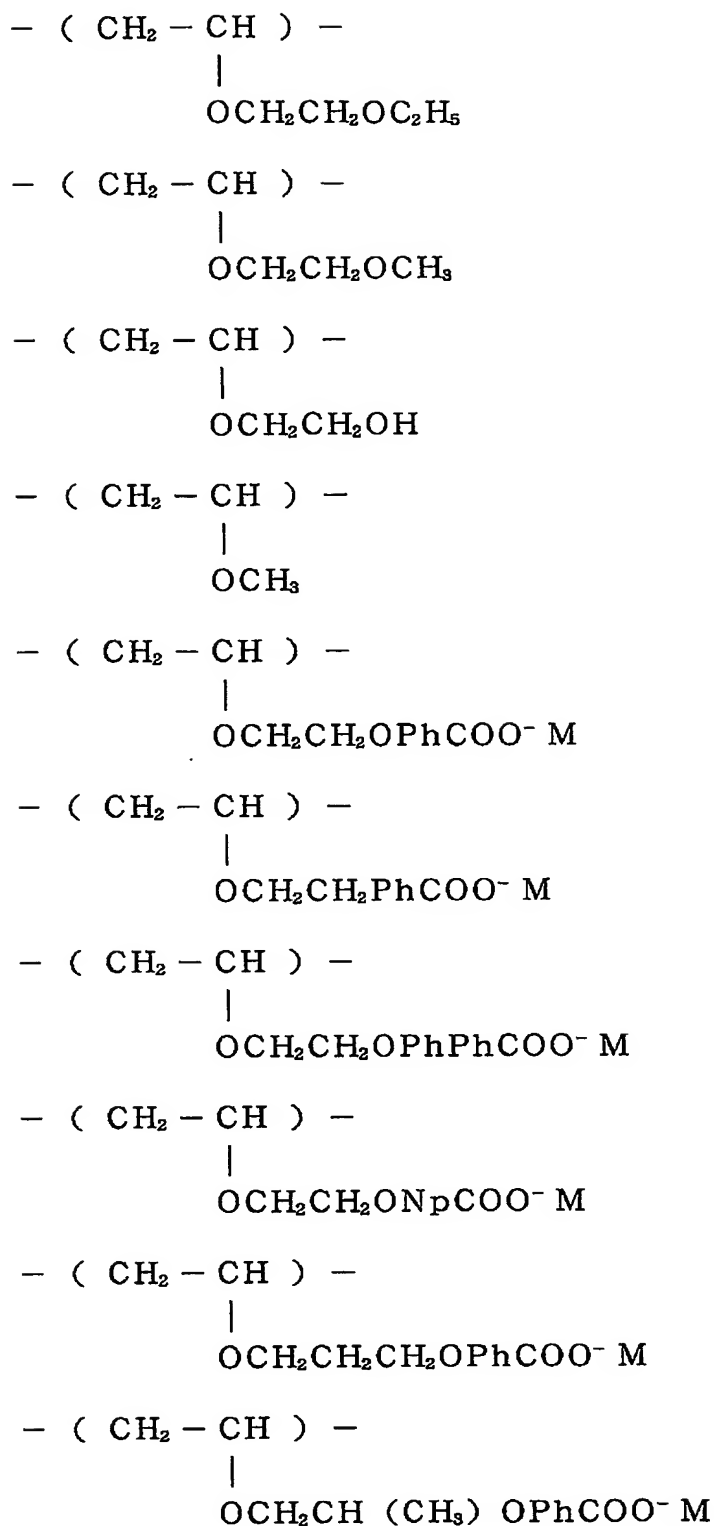 − ( CH₂ − CH ) −
|
OCH₂CH₂OC₂H₅
− ( CH₂ − CH ) −
|
OCH₂CH₂OCH₃
− ( CH₂ − CH ) −
|
OCH₂CH₂OH
− ( CH₂ − CH ) −
|
OCH₃
− ( CH₂ − CH ) −
|
OCH₂CH₂OPhCOO⁻ M
− ( CH₂ − CH ) −
|
OCH₂CH₂PhCOO⁻ M
− ( CH₂ − CH ) −
|
OCH₂CH₂OPhPhCOO⁻ M
− ( CH₂ − CH ) −
|
OCH₂CH₂ONpCOO⁻ M
− ( CH₂ − CH ) −
|
OCH₂CH₂CH₂OPhCOO⁻ M
− ( CH₂ − CH ) −
|
OCH₂CH (CH₃) OPhCOO⁻ M